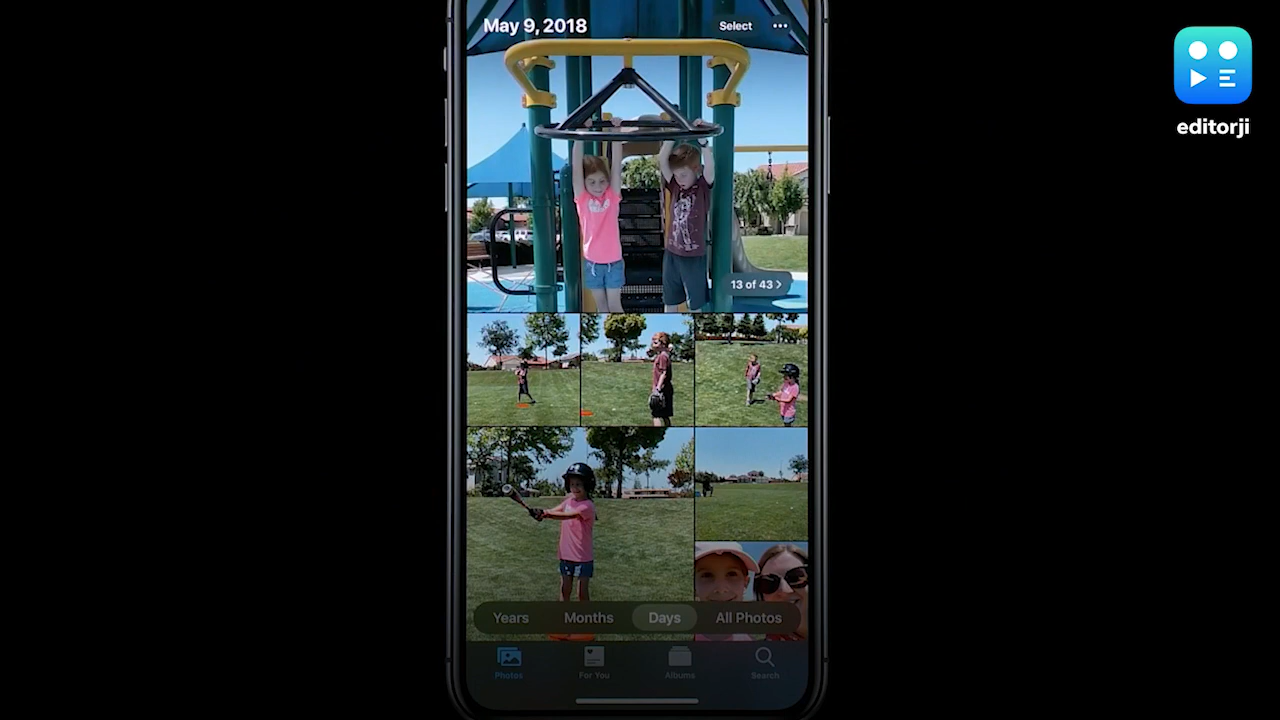 May 9, 2018
Select
editorji
13 of 43
Years
Months
Days
All Photos
Photos
For You
Albums
Search